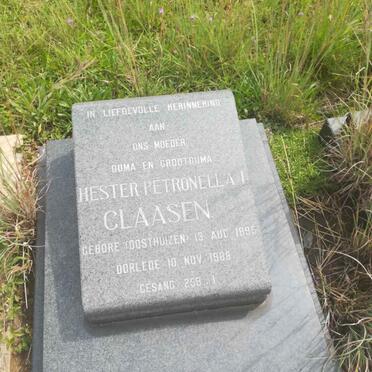 IN LIEFDEVOLLE HERINNERING
AAN
ONS MOEDER,
OUMA EN GROOTOUMA
HESTER PETRONELLA I.
CLAASEN
GEBORE (OOSTHUIZEN) 13 AUG. 1895
OORLEDE 10 NOV. 1988
GESANG 258 : 1